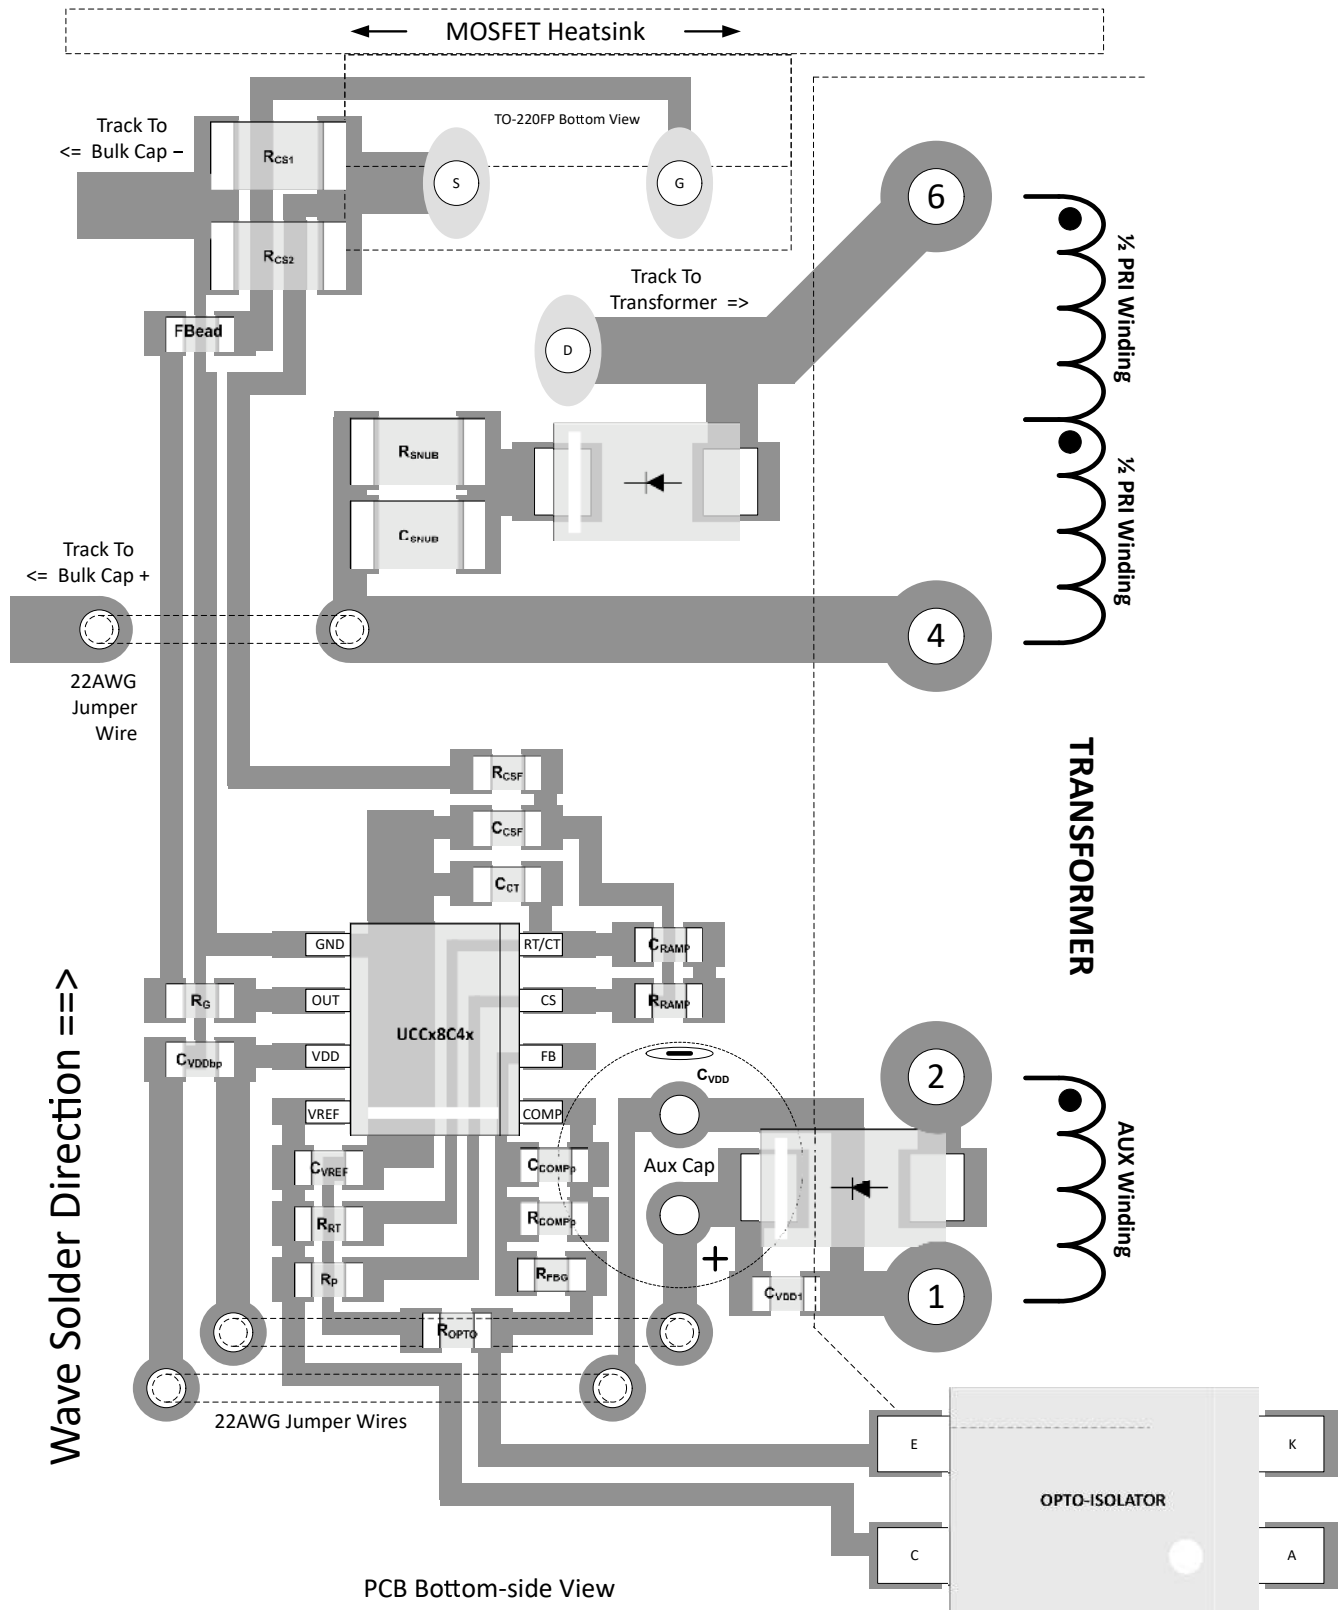 MOSFET Heatsink
Track To
<= Bulk Cap –
TO-220FP Bottom View
RCS1
S
G
6
RCS2
½ PRI Winding
Track To
Transformer =>
FBead
D
RSNUB
CSNUB
½ PRI Winding
Track To
<= Bulk Cap +
4
22AWG
Jumper
Wire
TRANSFORMER
RCSF
CCSF
CCT
GND
RT/CT
CRAMP
OUT
CS
RG
RRAMP
UCCx8C4x
VDD
FB
CVDDbp
–
CVDD
2
VREF
COMP
AUX Winding
CVREF
CCOMPp
Aux Cap
RRT
RCOMPp
RP
RFBG
+
CVDD1
1
ROPTO
22AWG Jumper Wires
Wave Solder Direction ==>
E
K
OPTO-ISOLATOR
C
A
PCB Bottom-side View